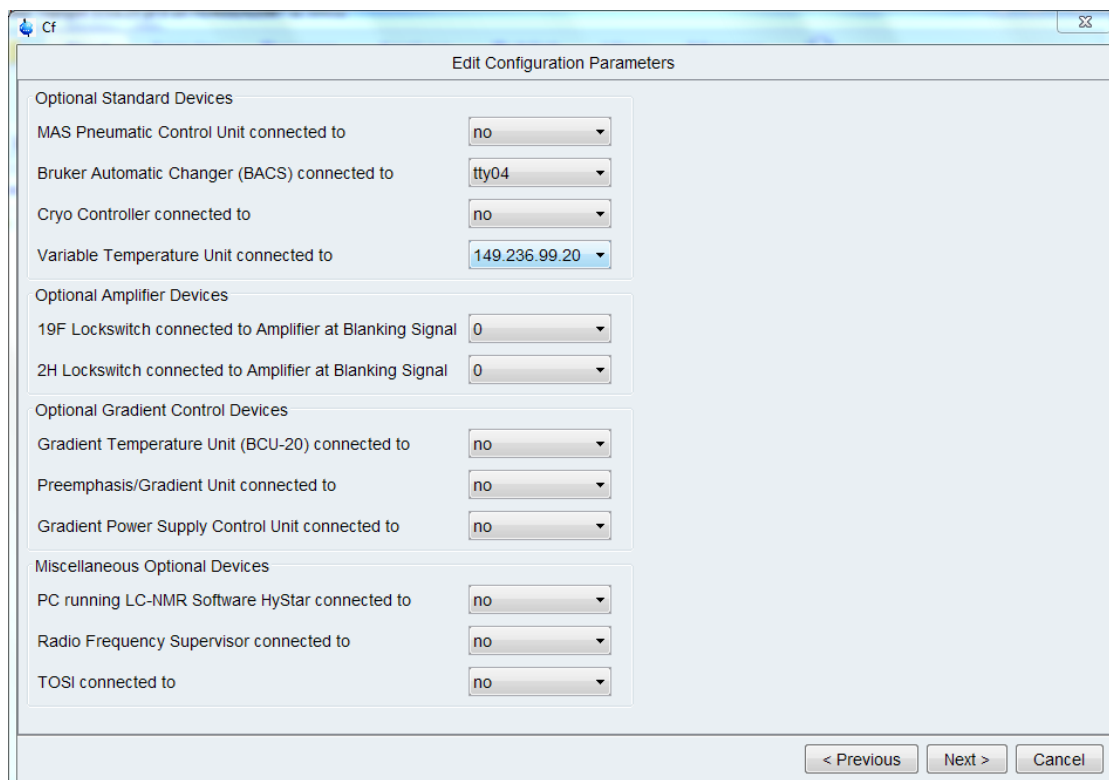 Cf
Edit Configuration Parameters
Optional Standard Devices
MAS Pneumatic Control Unit connected to no
Bruker Automatic Changer (BACS) connected to tty04
Cryo Controller connected to no
Variable Temperature Unit connected to 149.236.99.20
Optional Amplifier Devices
19F Lockswitch connected to Amplifier at Blanking Signal 0
2H Lockswitch connected to Amplifier at Blanking Signal 0
Optional Gradient Control Devices
Gradient Temperature Unit (BCU-20) connected to no
Preemphasis/Gradient Unit connected to no
Gradient Power Supply Control Unit connected to no
Miscellaneous Optional Devices
PC running LC-NMR Software HyStar connected to no
Radio Frequency Supervisor connected to no
TOSI connected to no
< Previous Next > Cancel